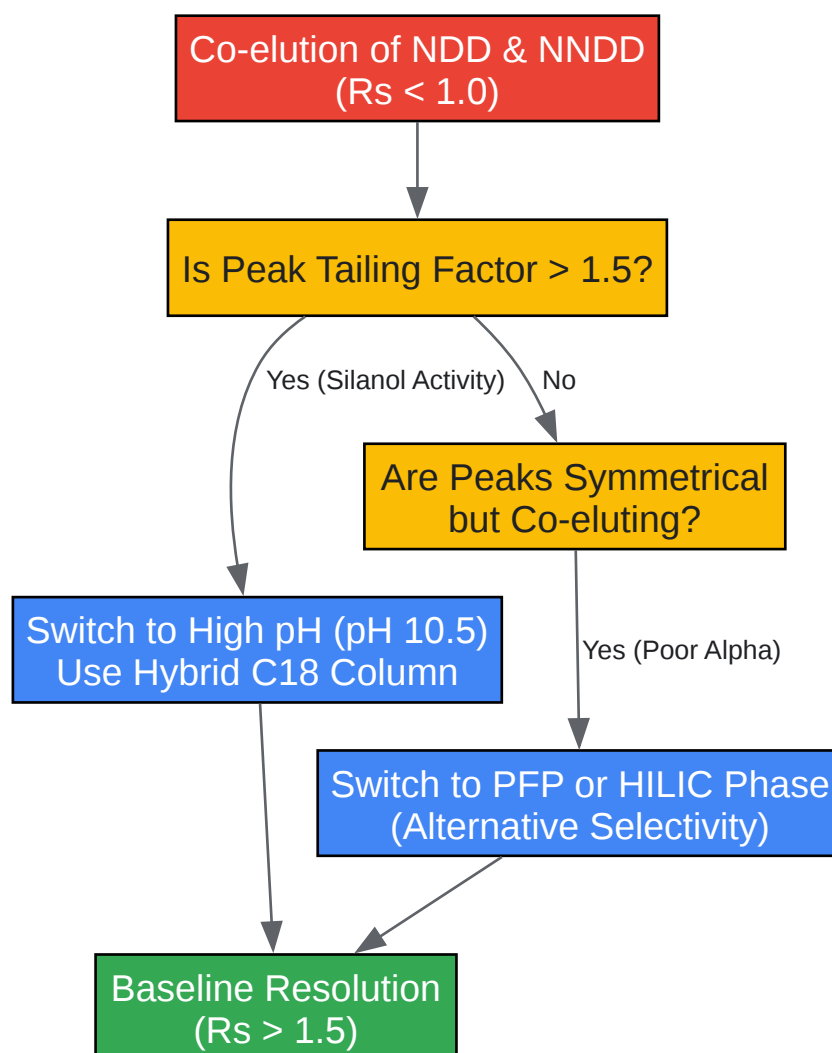 Co-elution of NDD & NNDD
(Rs < 1.0)
Is Peak Tailing Factor > 1.5?
Yes (Silanol Activity)
No
Are Peaks Symmetrical
but Co-eluting?
Switch to High pH (pH 10.5)
Use Hybrid C18 Column
Yes (Poor Alpha)
Switch to PFP or HILIC Phase
(Alternative Selectivity)
Baseline Resolution
(Rs > 1.5)